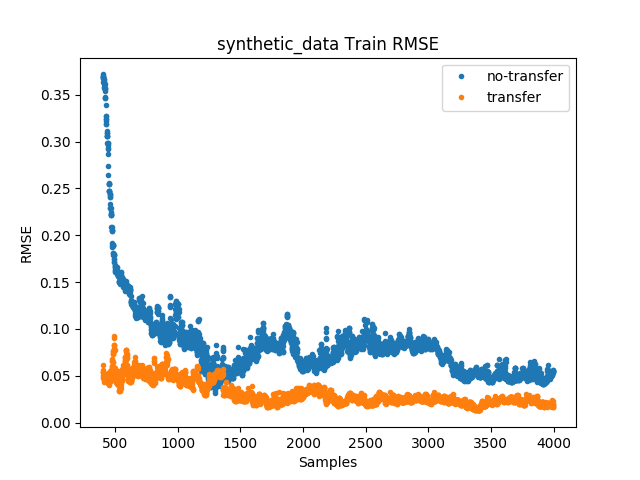 synthetic_data Train RMSE
no-transfer
transfer
RMSE
0.35
0.30
0.25
0.20
0.15
0.10
0.05
0.00
500 1000 1500 2000 2500 3000 3500 4000
Samples